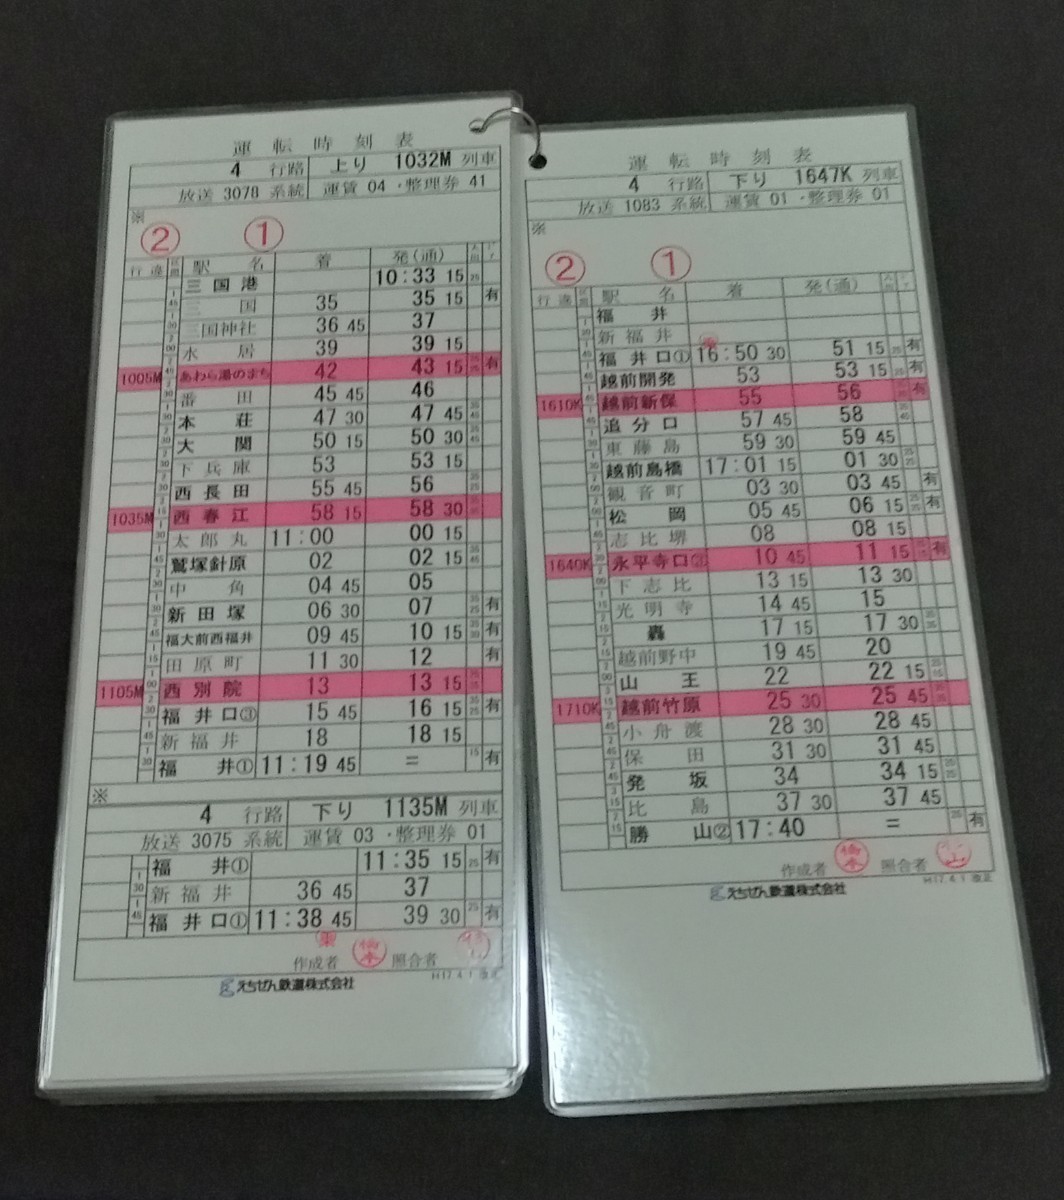 運転時刻表
4 行路 上り 1032M 列車
放送 3078 系統 運賃 04 ・整理券 41
※
② ①
行違 駅名 着 発(通)
三国港 10:33 15 25
三国 35 35 15 有
三国神社 36 45 37
水居 39 39 15
1005M あわら湯のまち 42 43 15 有
番田 45 45 46
本荘 47 30 47 45
大関 50 15 50 30
下兵庫 53 53 15
西長田 55 45 56
1035M 西春江 58 15 58 30
太郎丸 11:00 00 15
鷲塚針原 02 02 15
中角 04 45 05
新田塚 06 30 07 有
福大前西福井 09 45 10 15 有
田原町 11 30 12 有
1105M 西別院 13 13 15
福井口③ 15 45 16 15 有
新福井 18 18 15
福井① 11:19 45 = 15 有
※
4 行路 下り 1135M 列車
放送 3075 系統 運賃 03 ・整理券 01
福井① 11:35 15 25 有
新福井 36 45 37
福井口① 11:38 45 39 30 25 有
作成者 橋本 照合者
H17.4.1 改正
えちぜん鉄道株式会社
運転時刻表
4 行路 下り 1647K 列車
放送 1083 系統 運賃 01 ・整理券 01
※
② ①
行違 駅名 着 発(通)
福井
新福井
福井口① 16:50 30 51 15 25 有
越前開発 53 53 15 有
1610K 越前新保 55 56 有
追分口 57 45 58
東藤島 59 30 59 45
越前島橋 17:01 15 01 30
観音町 03 30 03 45 有
松岡 05 45 06 15 有
志比堺 08 08 15
1640K 永平寺口② 10 45 11 15 有
下志比 13 15 13 30
光明寺 14 45 15
轟 17 15 17 30
越前野中 19 45 20
山王 22 22 15
1710K 越前竹原 25 30 25 45
小舟渡 28 30 28 45
保田 31 30 31 45
発坂 34 34 15
比島 37 30 37 45
勝山② 17:40 = 25 有
作成者 橋本 照合者
H17.4.1 改正
えちぜん鉄道株式会社